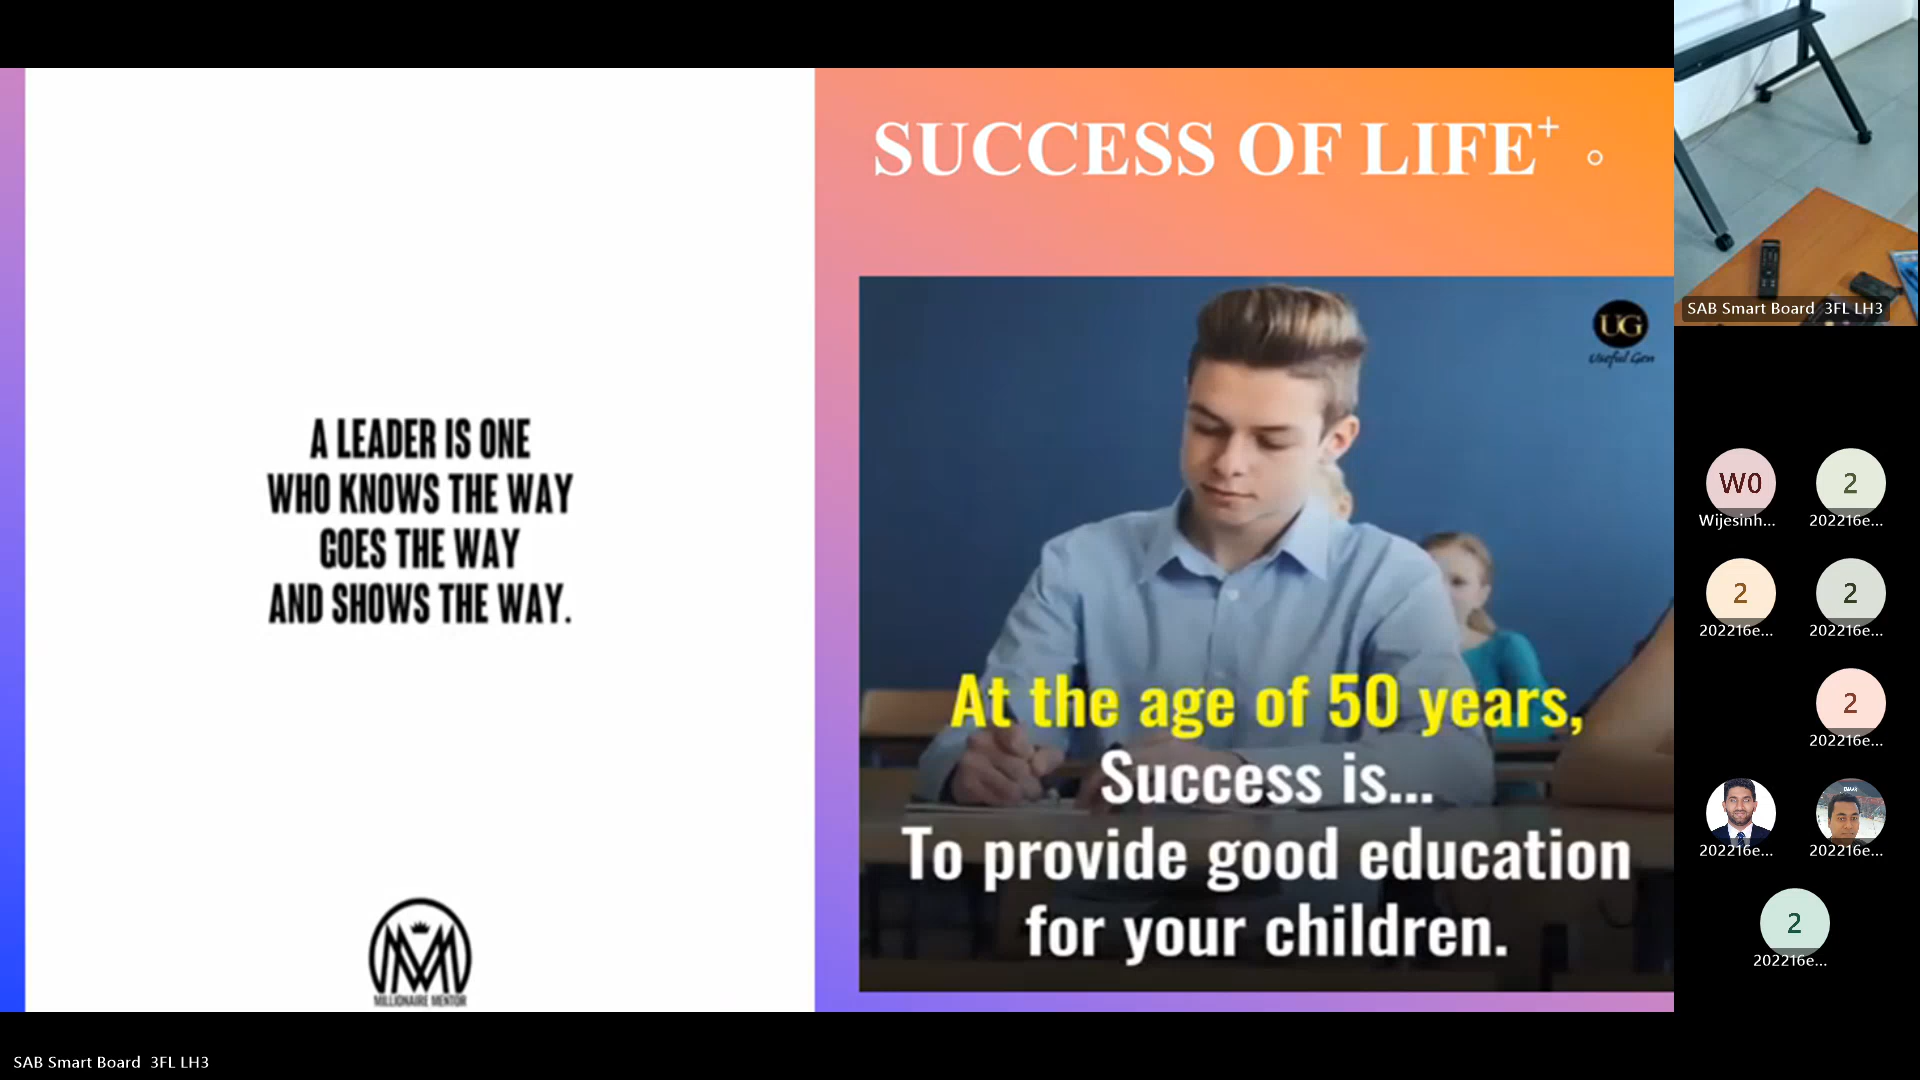 A LEADER IS ONE
WHO KNOWS THE WAY
GOES THE WAY
AND SHOWS THE WAY.
MILLIONAIRE MENTOR
SUCCESS OF LIFE
UG
Useful Gen
At the age of 50 years,
Success is...
To provide good education
for your children.
SAB Smart Board 3FL LH3
W0
Wijesinh...
2
202216e...
2
202216e...
2
202216e...
2
202216e...
202216e...
202216e...
2
202216e...
SAB Smart Board 3FL LH3